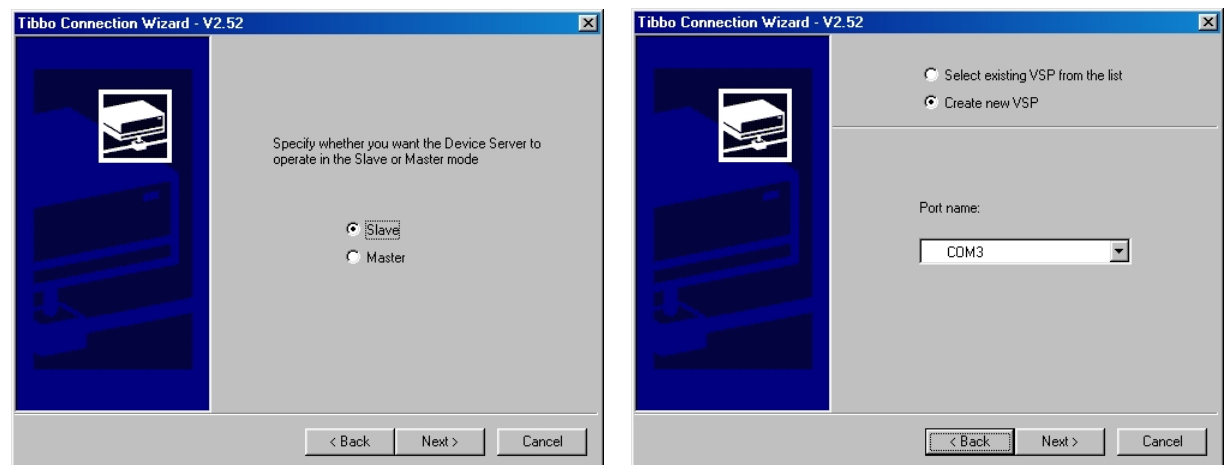 Tibbo Connection Wizard - V2.52
Specify whether you want the Device Server to
operate in the Slave or Master mode
Slave
Master
< Back
Next >
Cancel
Tibbo Connection Wizard - V2.52
Select existing VSP from the list
Create new VSP
Port name:
COM3
< Back
Next >
Cancel